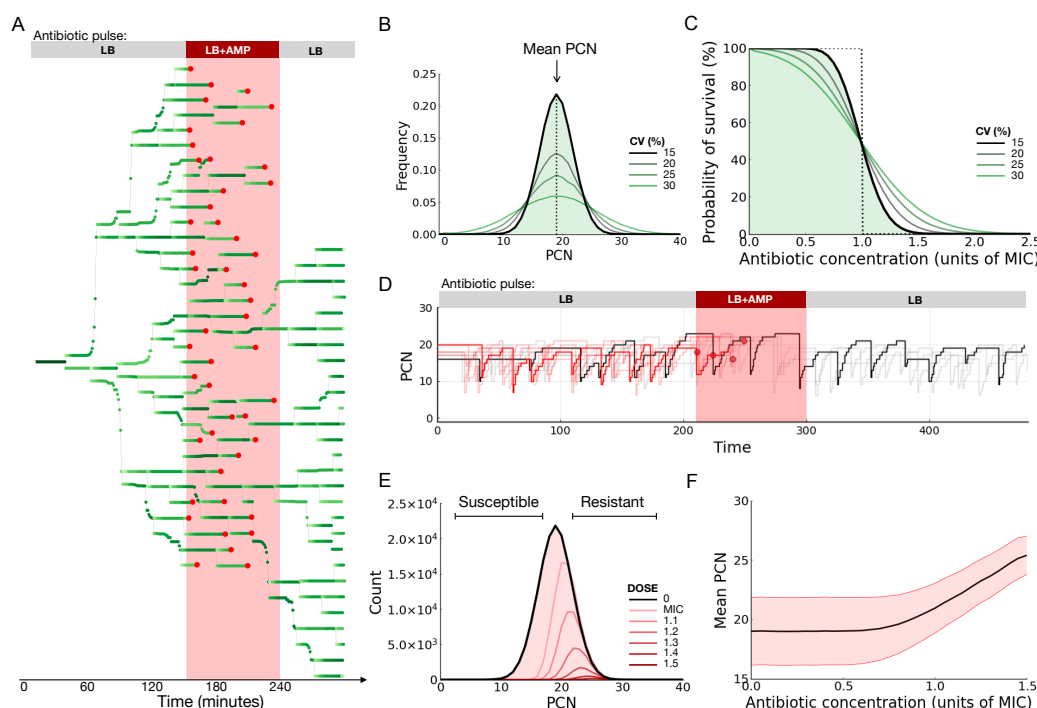 A
Antibiotic pulse:
LB
LB+AMP
LB
0
60
120
180
240
Time (minutes)
B
Mean PCN
0.25
0.20
0.15
0.10
0.05
0.00
Frequency
0
10
20
30
40
PCN
CV (%)
15
20
25
30
C
Probability of survival (%)
100
80
60
40
20
0
0.0
0.5
1.0
1.5
2.0
2.5
Antibiotic concentration (units of MIC)
CV (%)
15
20
25
30
D
Antibiotic pulse:
LB
LB+AMP
LB
PCN
30
20
10
0
0
100
200
300
400
Time
E
Susceptible
Resistant
2.5×10⁴
2.0×10⁴
1.5×10⁴
1.0×10⁴
5.0×10³
0
Count
0
10
20
30
40
PCN
DOSE
0
MIC
1.1
1.2
1.3
1.4
1.5
F
Mean PCN
30
25
20
15
0.0
0.5
1.0
1.5
Antibiotic concentration (units of MIC)